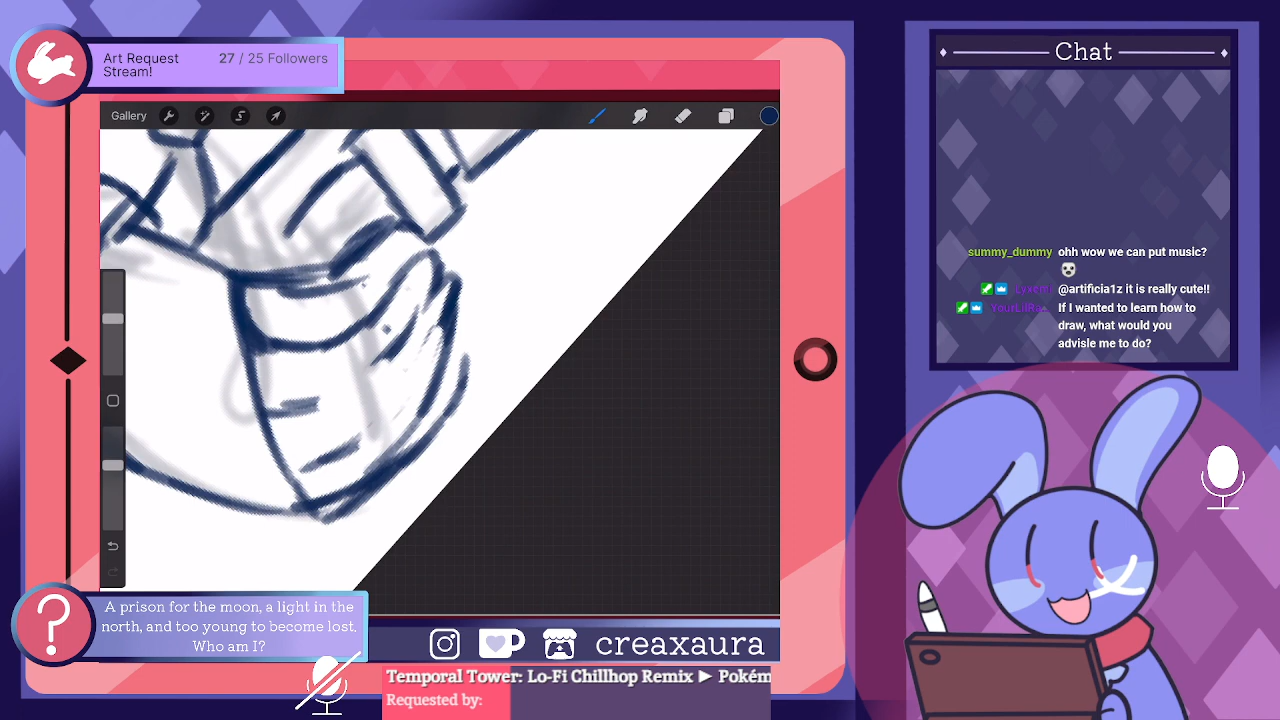 Art Request
Stream!
27 / 25 Followers
Gallery
Chat
summy_dummy ohh wow we can put music?
@artificia1z it is really cute!!
If I wanted to learn how to
draw, what would you
advisle me to do?
A prison for the moon, a light in the
north, and too young to become lost.
Who am I?
creaxaura
Temporal Tower: Lo-Fi Chillhop Remix ► Pokém
Requested by: